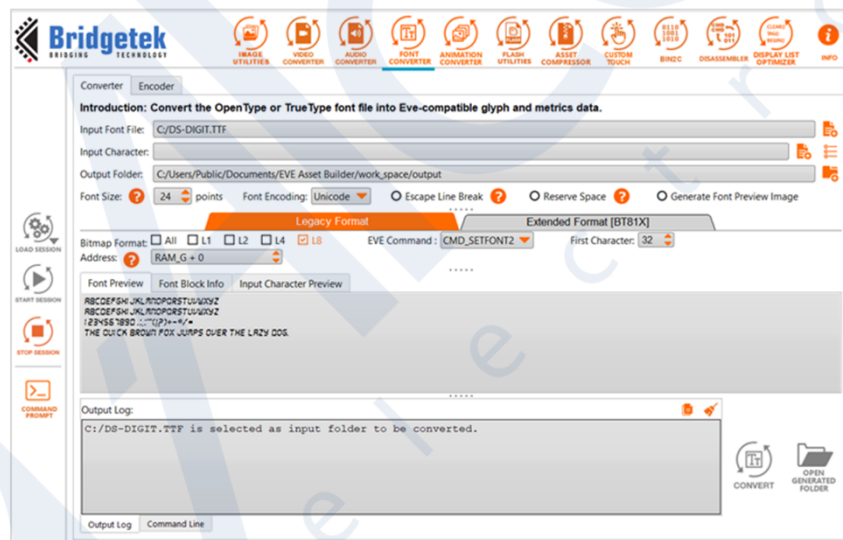 Bridgetek
BRIDGING TECHNOLOGY
IMAGE UTILITIES
VIDEO CONVERTER
AUDIO CONVERTER
FONT CONVERTER
ANIMATION CONVERTER
FLASH UTILITIES
ASSET COMPRESSOR
CUSTOM TOUCH
BIN2C
DISASSEMBLER
DISPLAY LIST OPTIMIZER
INFO
Converter Encoder
Introduction: Convert the OpenType or TrueType font file into Eve-compatible glyph and metrics data.
Input Font File: C:/DS-DIGIT.TTF
Input Character:
Output Folder: C:/Users/Public/Documents/EVE Asset Builder/work_space/output
Font Size: ? 24 points Font Encoding: Unicode Escape Line Break ? Reserve Space ? Generate Font Preview Image
Legacy Format Extended Format [BT81X]
Bitmap Format: All L1 L2 L4 L8 EVE Command : CMD_SETFONT2 First Character: 32
Address: ? RAM_G + 0
LOAD SESSION
START SESSION
STOP SESSION
COMMAND PROMPT
Font Preview Font Block Info Input Character Preview
ABCDEFGHIJKLMNOPQRSTUVWXYZ
ABCDEFGHIJKLMNOPQRSTUVWXYZ
THE QUICK BROWN FOX JUMPS OVER THE LAZY DOG.
Output Log:
C:/DS-DIGIT.TTF is selected as input folder to be converted.
CONVERT
OPEN GENERATED FOLDER
Output Log Command Line